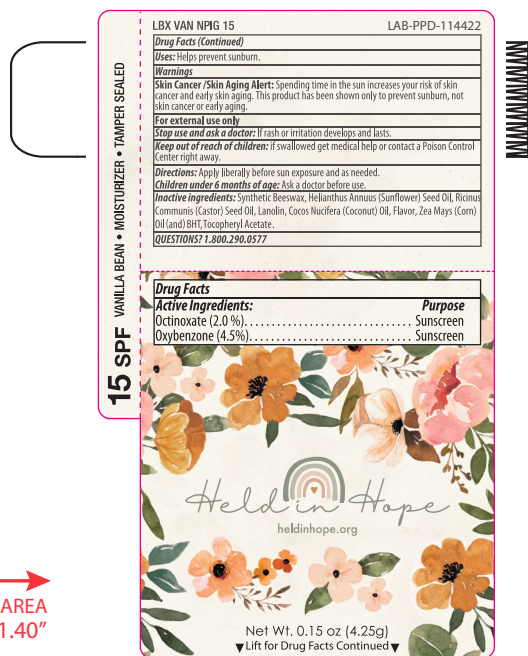 LBX VAN NPIG 15
LAB-PPD-114422
Drug Facts (Continued)
Uses: Helps prevent sunburn.
Warnings
Skin Cancer /Skin Aging Alert: Spending time in the sun increases your risk of skin
cancer and early skin aging. This product has been shown only to prevent sunburn, not
skin cancer or early aging.
For external use only
Stop use and ask a doctor: If rash or irritation develops and lasts.
Keep out of reach of children: if swallowed get medical help or contact a Poison Control
Center right away.
Directions: Apply liberally before sun exposure and as needed.
Children under 6 months of age: Ask a doctor before use.
Inactive ingredients: Synthetic Beeswax, Helianthus Annuus (Sunflower) Seed Oil, Ricinus
Communis (Castor) Seed Oil, Lanolin, Cocos Nucifera (Coconut) Oil, Flavor, Zea Mays (Corn)
Oil (and) BHT, Tocopheryl Acetate.
QUESTIONS? 1.800.290.0577
15 SPF VANILLA BEAN • MOISTURIZER • TAMPER SEALED
Drug Facts
Active Ingredients: Purpose
Octinoxate (2.0 %)............................... Sunscreen
Oxybenzone (4.5%).............................. Sunscreen
Held in Hope
heldinhope.org
AREA
1.40"
Net Wt. 0.15 oz (4.25g)
▼Lift for Drug Facts Continued▼